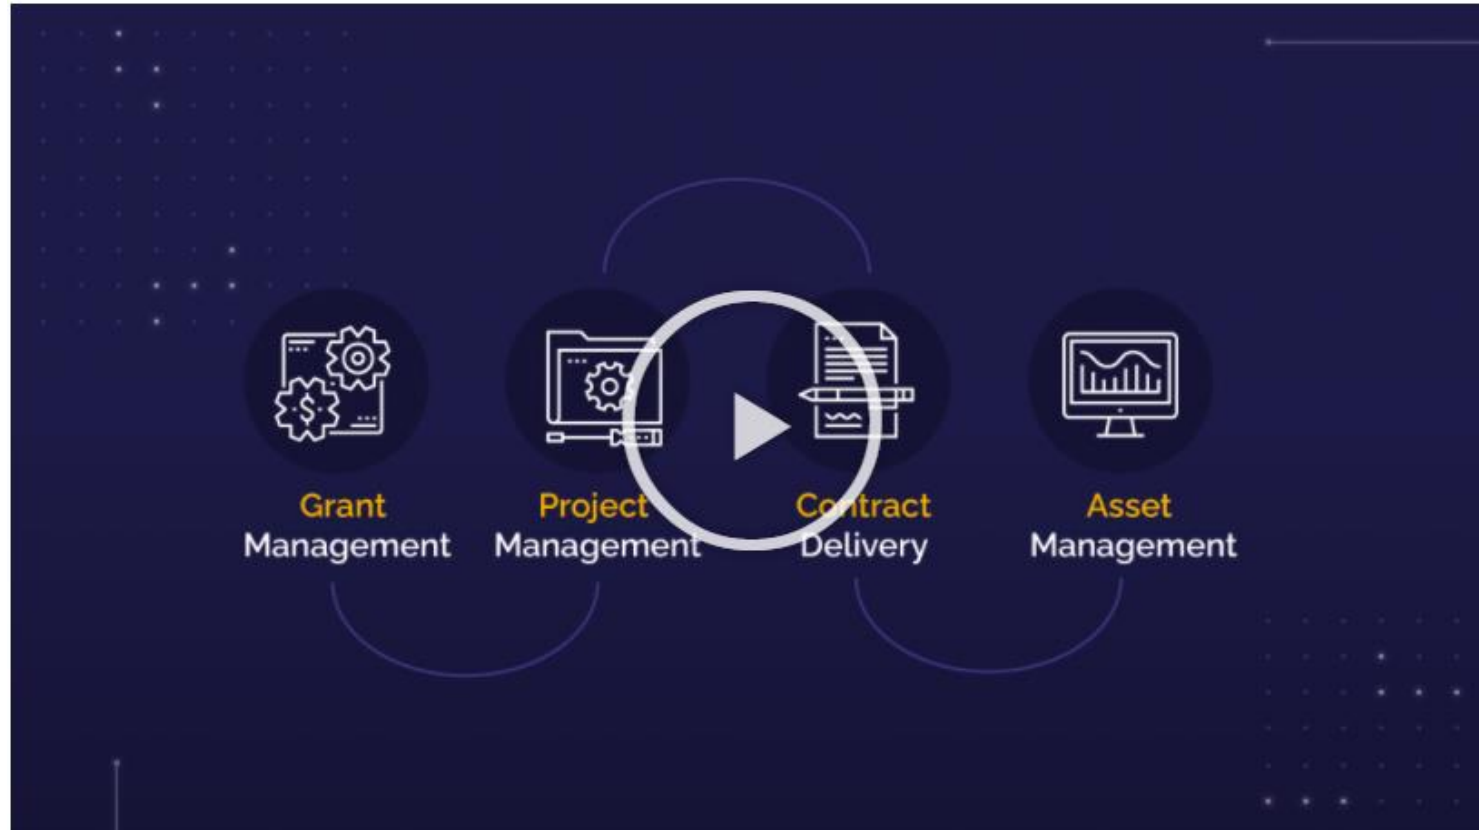 Grant
Management
Project
Management
Contract
Delivery
Asset
Management